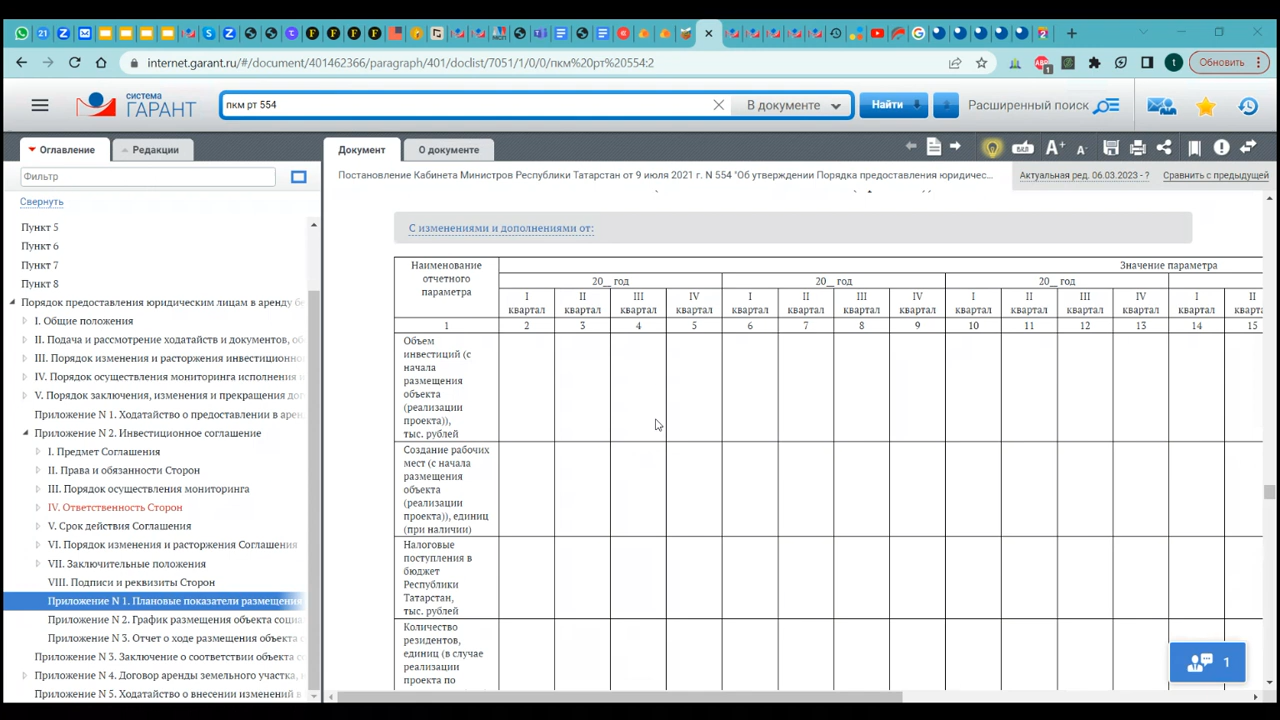 internet.garant.ru/#/document/401462366/paragraph/401/doclist/7051/1/0/0/пкм%20рт%20554:2
Обновить
система
ГАРАНТ
пкм рт 554
В документе
Найти
Расширенный поиск
Оглавление
Редакции
Документ
О документе
Фильтр
Постановление Кабинета Министров Республики Татарстан от 9 июля 2021 г. N 554 "Об утверждении Порядка предоставления юридичес...
Актуальная ред. 06.03.2023 - ?
Сравнить с предыдущей
Свернуть
Пункт 5
Пункт 6
Пункт 7
Пункт 8
Порядок предоставления юридическим лицам в аренду бе
I. Общие положения
II. Подача и рассмотрение ходатайств и документов, об
III. Порядок изменения и расторжения инвестиционно
IV. Порядок осуществления мониторинга исполнения и
V. Порядок заключения, изменения и прекращения дог
Приложение N 1. Ходатайство о предоставлении в арен
Приложение N 2. Инвестиционное соглашение
I. Предмет Соглашения
II. Права и обязанности Сторон
III. Порядок осуществления мониторинга
IV. Ответственность Сторон
V. Срок действия Соглашения
VI. Порядок изменения и расторжения Соглашения
VII. Заключительные положения
VIII. Подписи и реквизиты Сторон
Приложение N 1. Плановые показатели размещения
Приложение N 2. График размещения объекта социа
Приложение N 3. Отчет о ходе размещения объекта с
Приложение N 3. Заключение о соответствии объекта с
Приложение N 4. Договор аренды земельного участка,
Приложение N 5. Ходатайство о внесении изменений в
С изменениями и дополнениями от:
Наименование
отчетного
параметра
Значение параметра
20__ год
20__ год
20__ год
I квартал
II квартал
III квартал
IV квартал
I квартал
II квартал
III квартал
IV квартал
I квартал
II квартал
III квартал
IV квартал
I квартал
II
1 2 3 4 5 6 7 8 9 10 11 12 13 14 15
Объем
инвестиций (с
начала
размещения
объекта
(реализации
проекта)),
тыс. рублей
Создание рабочих
мест (с начала
размещения
объекта
(реализации
проекта)), единиц
(при наличии)
Налоговые
поступления в
бюджет
Республики
Татарстан,
тыс. рублей
Количество
резидентов,
единиц (в случае
реализации
проекта по
1